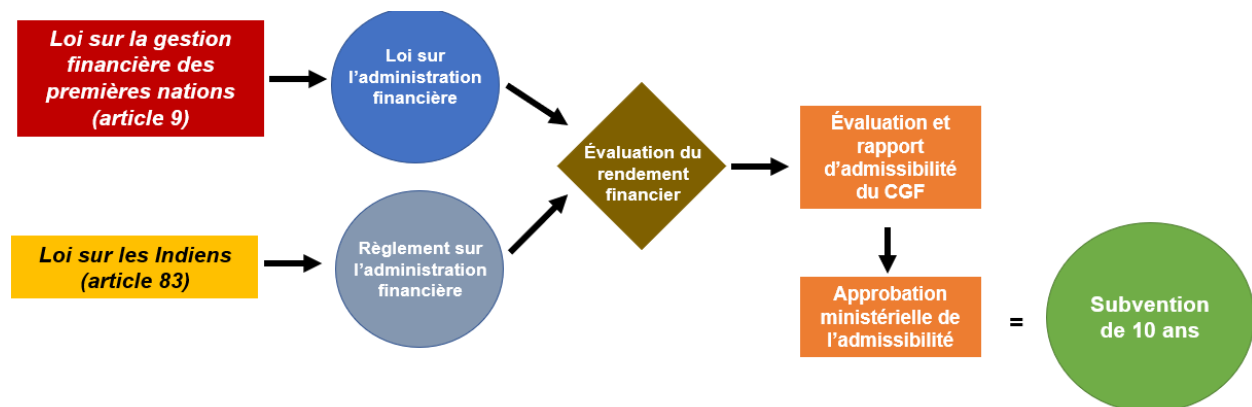 Loi sur la gestion
financière des
premières nations
(article 9)
Loi sur
l’administration
financière
Loi sur les Indiens
(article 83)
Règlement sur
l’administration
financière
Évaluation du
rendement
financier
Évaluation et
rapport
d’admissibilité
du CGF
Approbation
ministérielle de
l’admissibilité
=
Subvention
de 10 ans